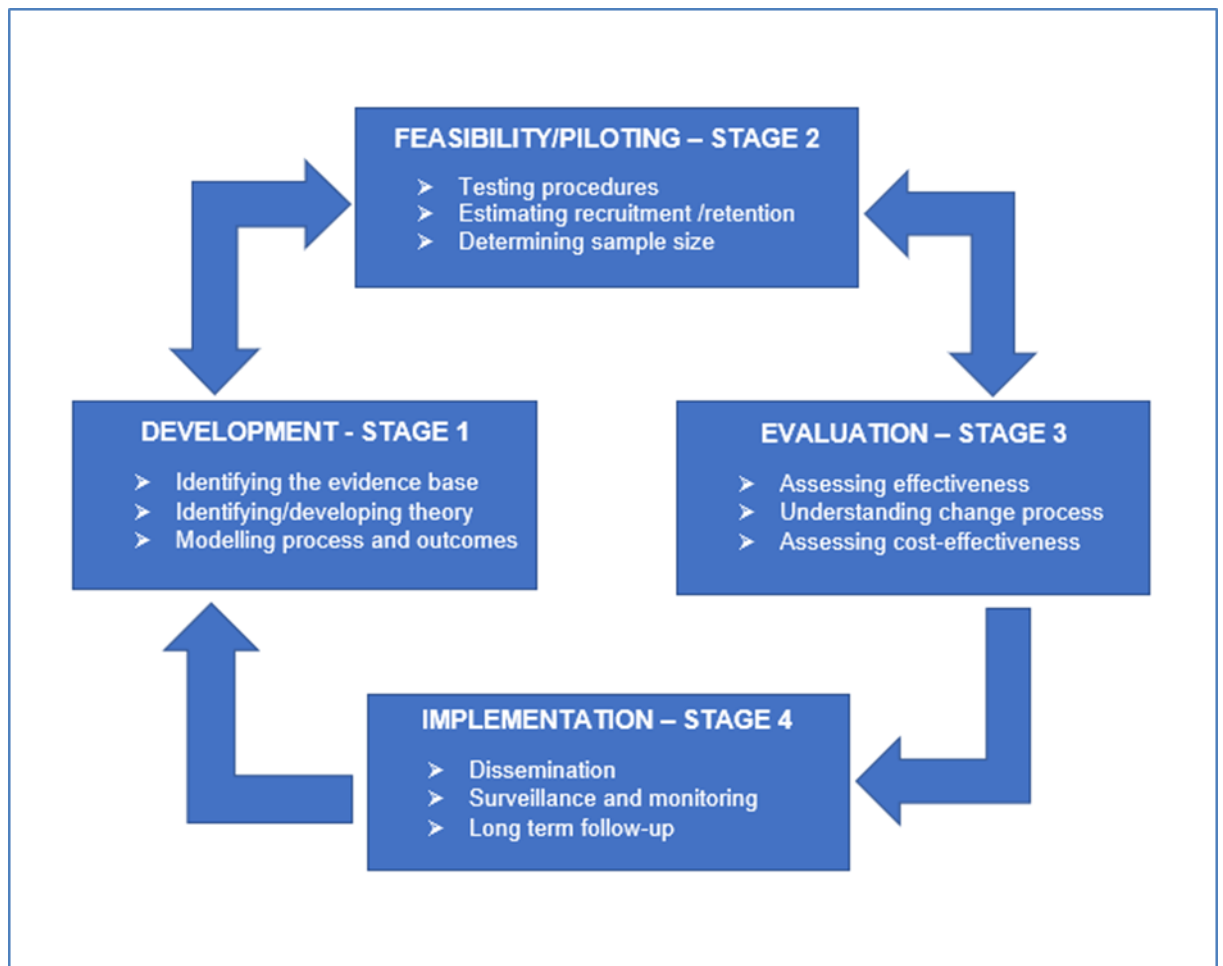 FEASIBILITY/PILOTING – STAGE 2
➢ Testing procedures
➢ Estimating recruitment /retention
➢ Determining sample size
DEVELOPMENT - STAGE 1
➢ Identifying the evidence base
➢ Identifying/developing theory
➢ Modelling process and outcomes
EVALUATION – STAGE 3
➢ Assessing effectiveness
➢ Understanding change process
➢ Assessing cost-effectiveness
IMPLEMENTATION – STAGE 4
➢ Dissemination
➢ Surveillance and monitoring
➢ Long term follow-up